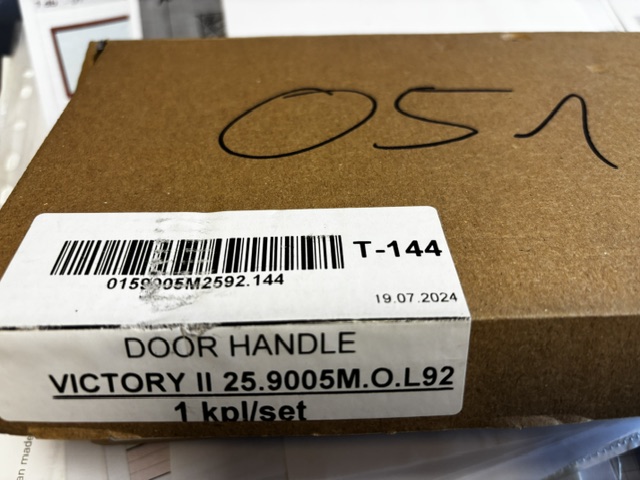 051
T-144
0159005M2592.144
19.07.2024
DOOR HANDLE
VICTORY II 25.9005M.O.L92
1 kpl/set